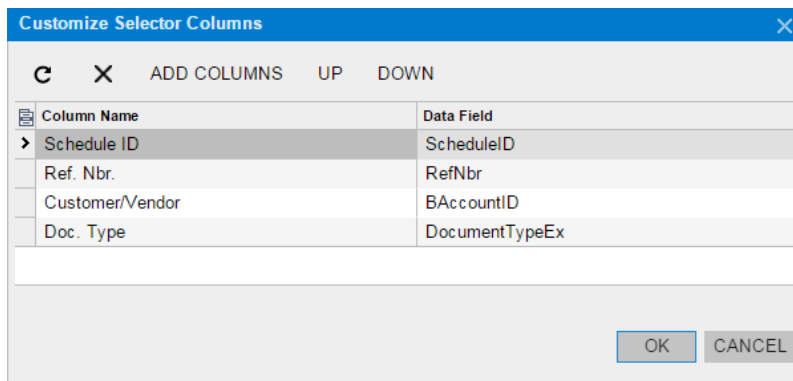 Customize Selector Columns
ADD COLUMNS UP DOWN
Column Name Data Field
Schedule ID ScheduleID
Ref. Nbr. RefNbr
Customer/Vendor BAccountID
Doc. Type DocumentTypeEx
OK CANCEL